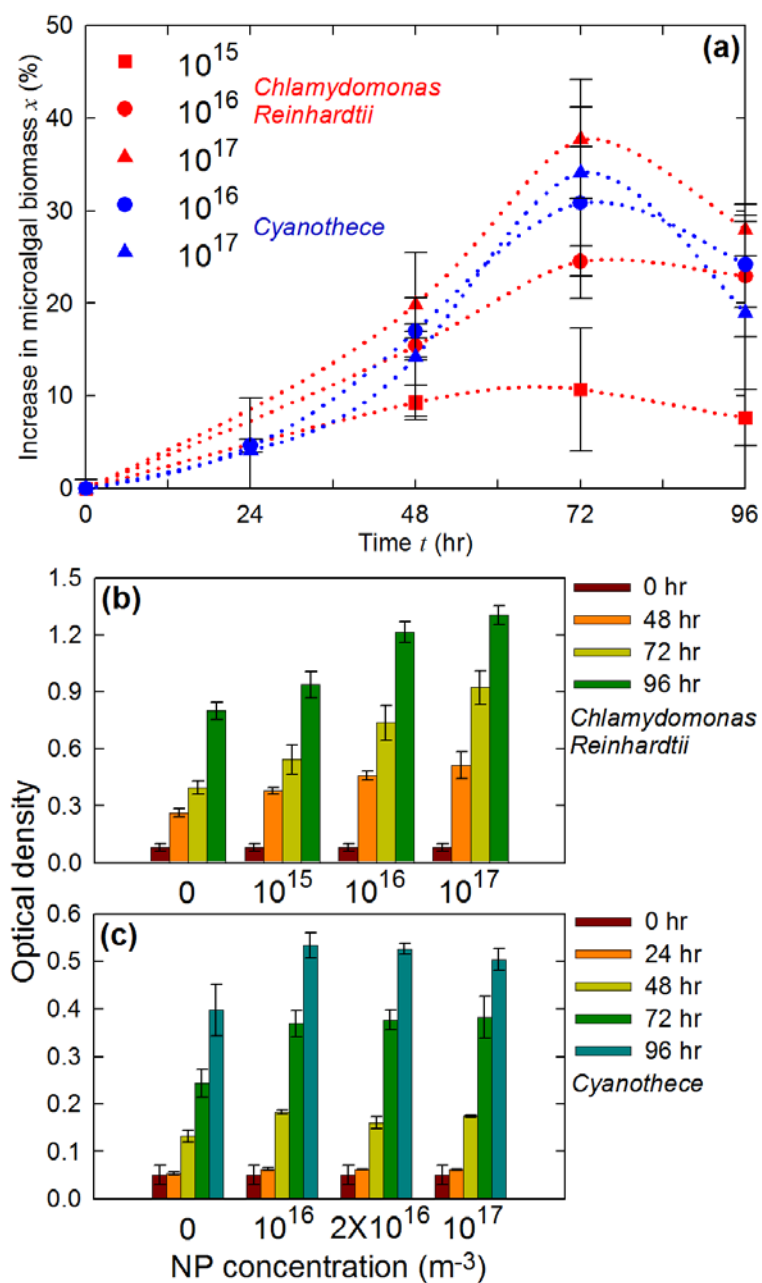 (a)
50
40
30
20
10
0
Increase in microalgal biomass x (%)
10^15
10^16
10^17
Chlamydomonas
Reinhardtii
10^16
10^17
Cyanothece
0 24 48 72 96
Time t (hr)
(b)
1.5
1.2
0.9
0.6
0.3
0.0
0 10^15 10^16 10^17
0 hr
48 hr
72 hr
96 hr
Chlamydomonas
Reinhardtii
Optical density
(c)
0.6
0.5
0.4
0.3
0.2
0.1
0.0
0 10^16 2X10^16 10^17
NP concentration (m^-3)
0 hr
24 hr
48 hr
72 hr
96 hr
Cyanothece